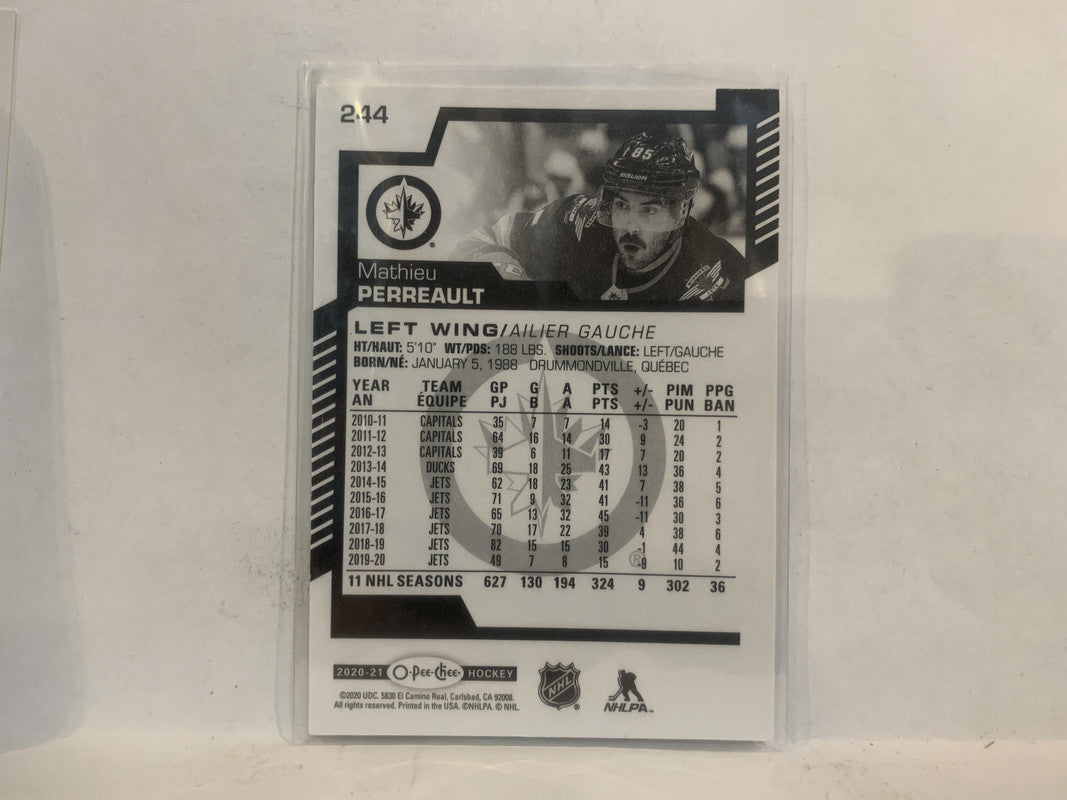 244
85
BAUER
Mathieu
PERREAULT
LEFT WING/AILIER GAUCHE
HT/HAUT: 5'10" WT/PDS: 188 LBS. SHOOTS/LANCE: LEFT/GAUCHE
BORN/NÉ: JANUARY 5, 1988 DRUMMONDVILLE, QUÉBEC
YEAR TEAM GP G A PTS +/- PIM PPG
AN ÉQUIPE PJ B A PTS +/- PUN BAN
2010-11 CAPITALS 35 7 7 14 -3 20 1
2011-12 CAPITALS 64 16 14 30 9 24 2
2012-13 CAPITALS 39 6 11 17 7 20 2
2013-14 DUCKS 69 18 25 43 13 36 4
2014-15 JETS 62 18 23 41 7 38 5
2015-16 JETS 71 9 32 41 -11 36 6
2016-17 JETS 65 13 32 45 -11 30 3
2017-18 JETS 70 17 22 39 4 38 6
2018-19 JETS 82 15 15 30 -1 44 4
2019-20 JETS 49 7 8 15 -9 10 2
11 NHL SEASONS 627 130 194 324 9 302 36
2020-21 O-Pee-Chee HOCKEY
©2020 UDC. 5830 El Camino Real, Carlsbad, CA 92008.
All rights reserved. Printed in the USA. ©NHLPA. © NHL.
NHL
NHLPA